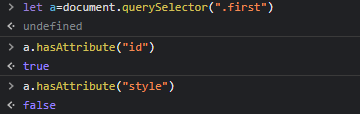 > let a=document.querySelector(".first")
<· undefined
> a.hasAttribute("id")
<· true
> a.hasAttribute("style")
<· false